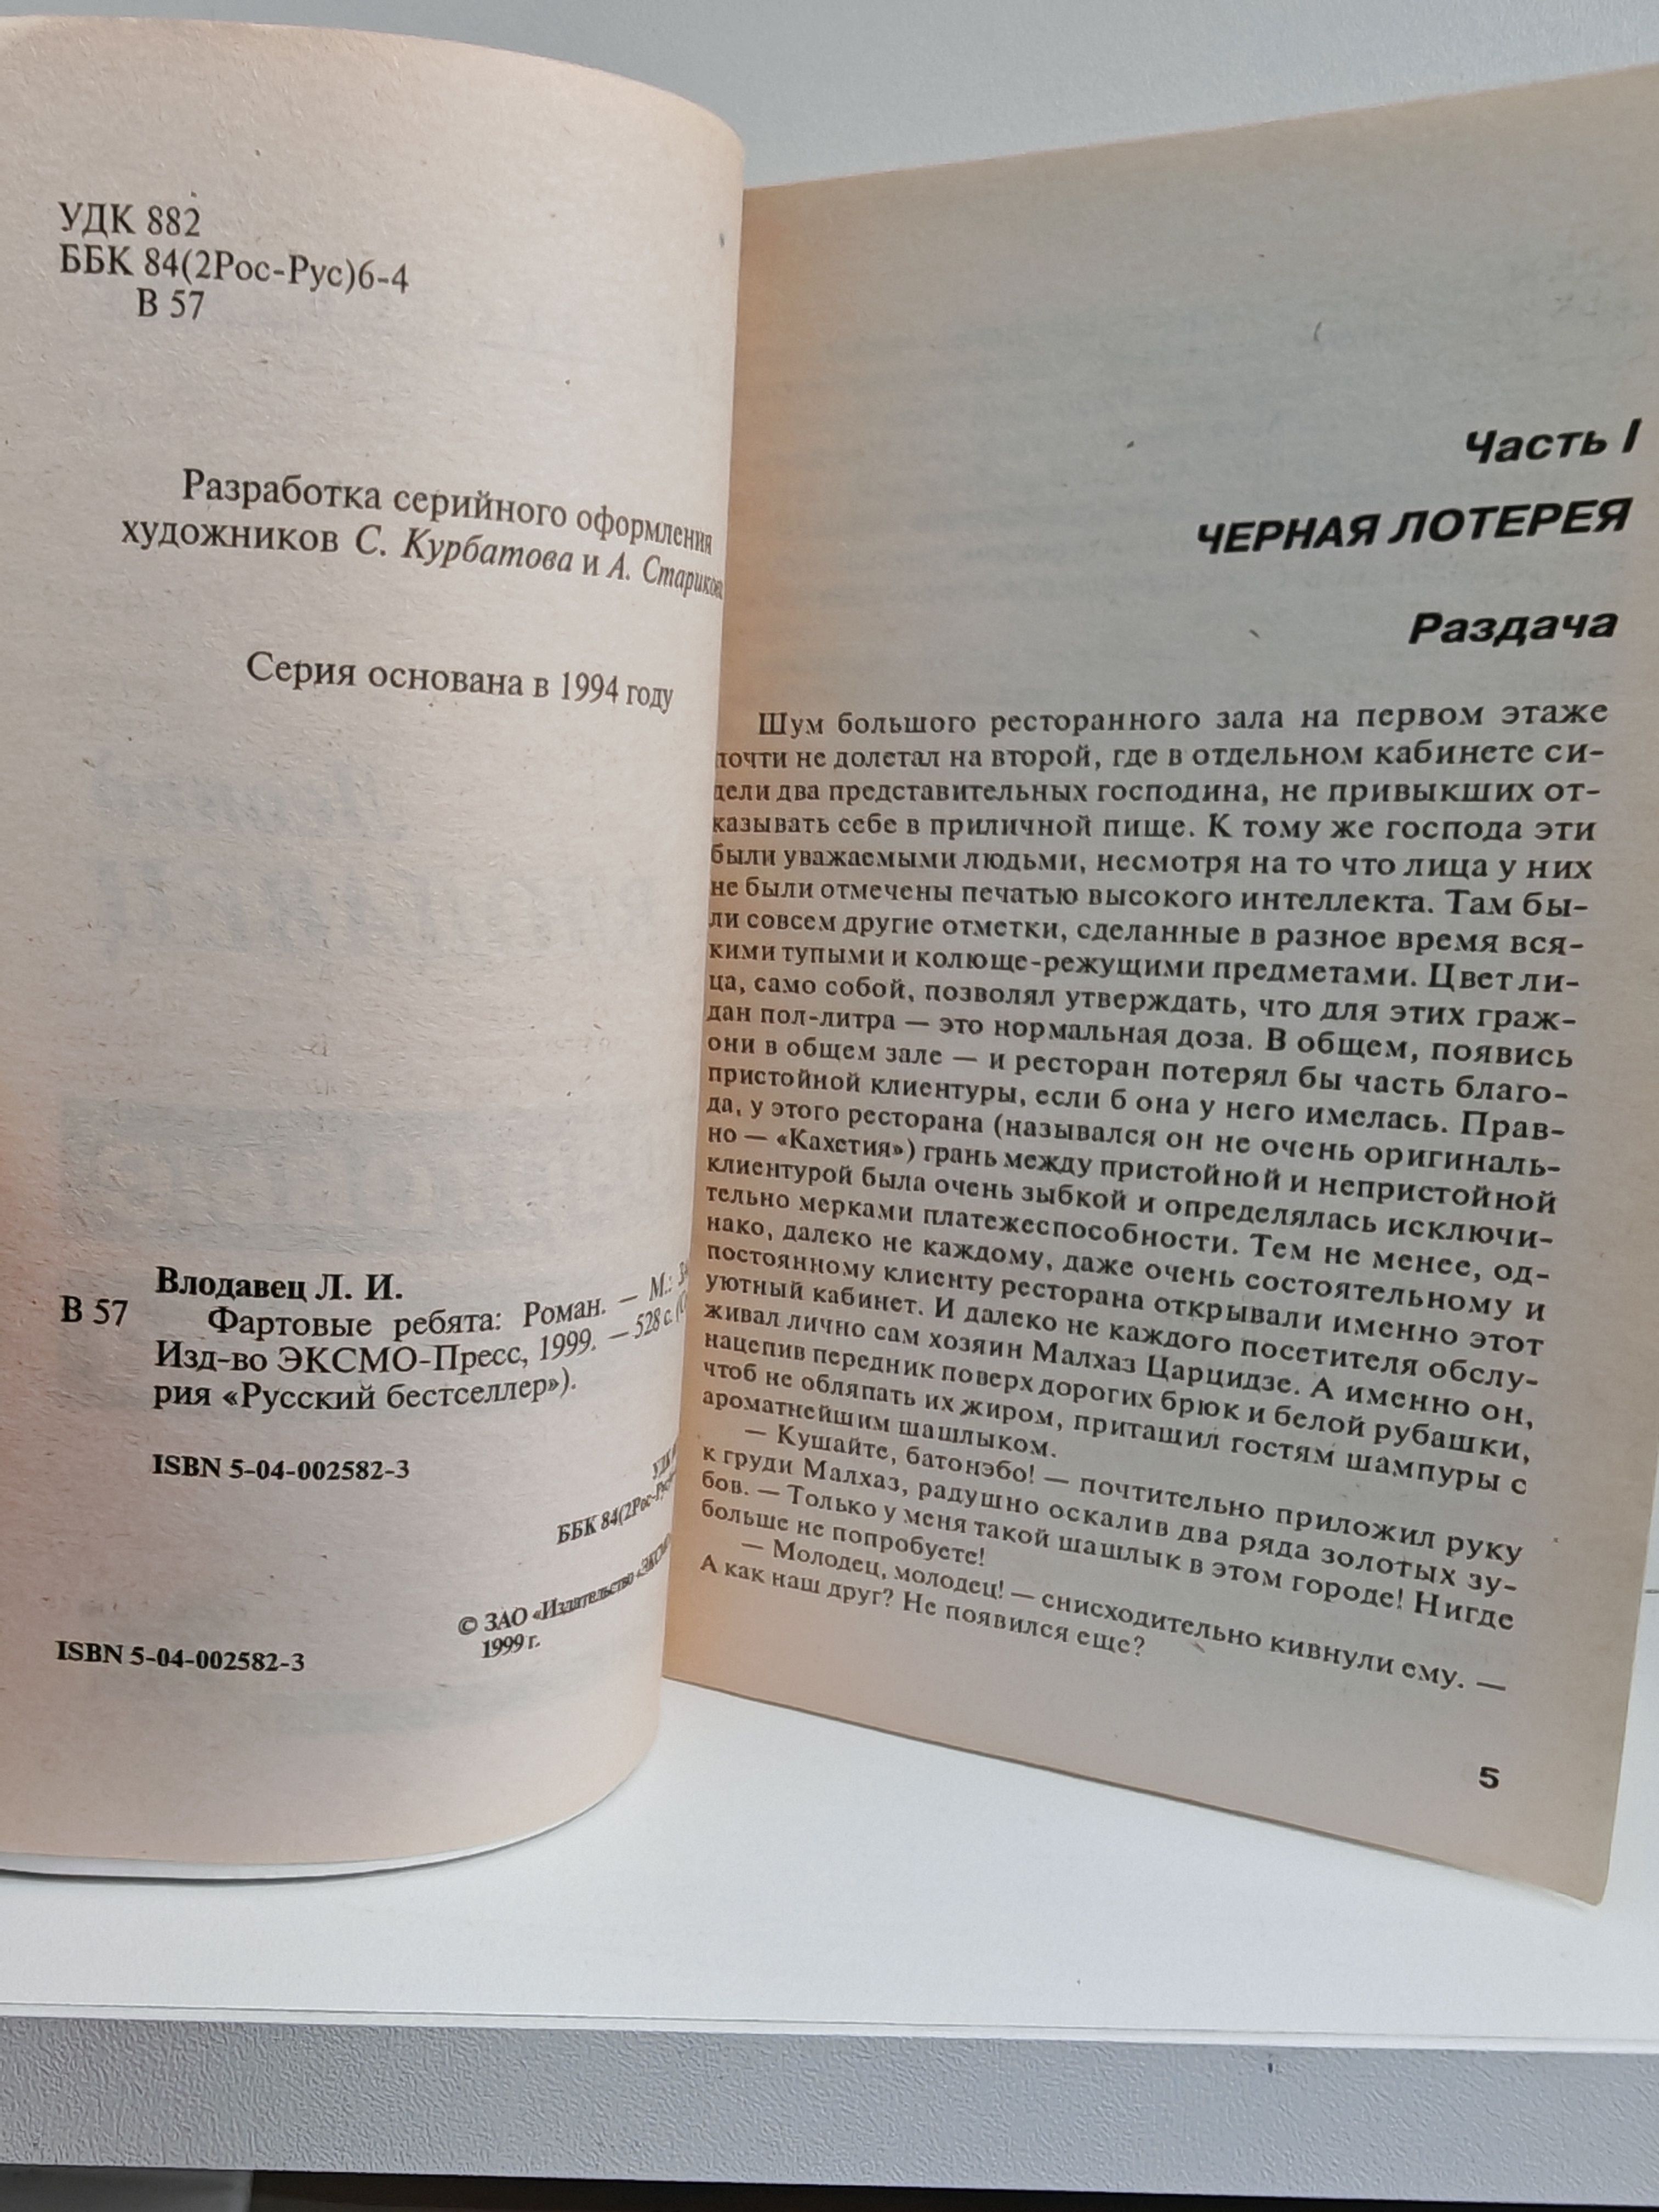 УДК 882
ББК 84(2Рос-Рус)6-4
В 57
Разработка серийного оформления
художников С. Курбатова и А. Старикова
Серия основана в 1994 году
Влодавец Л. И.
В 57 Фартовые ребята: Роман. — М.:
Изд-во ЭКСМО-Пресс, 1999. — 528 с.
рия «Русский бестселлер»).
ISBN 5-04-002582-3
УДК
ББК 84(2Рос-Рус)
© ЗАО «Издательство «ЭКСМО
1999 г.
ISBN 5-04-002582-3
Часть I
ЧЕРНАЯ ЛОТЕРЕЯ
Раздача
Шум большого ресторанного зала на первом этаже
почти не долетал на второй, где в отдельном кабинете си-
дели два представительных господина, не привыкших от-
казывать себе в приличной пище. К тому же господа эти
были уважаемыми людьми, несмотря на то что лица у них
не были отмечены печатью высокого интеллекта. Там бы-
ли совсем другие отметки, сделанные в разное время вся-
кими тупыми и колюще-режущими предметами. Цвет ли-
ца, само собой, позволял утверждать, что для этих граж-
дан пол-литра — это нормальная доза. В общем, появись
они в общем зале — и ресторан потерял бы часть благо-
пристойной клиентуры, если б она у него имелась. Прав-
да, у этого ресторана (назывался он не очень оригиналь-
но — «Кахетия») грань между пристойной и непристойной
клиентурой была очень зыбкой и определялась исключи-
тельно мерками платежеспособности. Тем не менее, од-
нако, далеко не каждому, даже очень состоятельному и
постоянному клиенту ресторана открывали именно этот
уютный кабинет. И далеко не каждого посетителя обслу-
живал лично сам хозяин Малхаз Царцидзе. А именно он,
нацепив передник поверх дорогих брюк и белой рубашки,
чтоб не обляпать их жиром, притащил гостям шампуры с
ароматнейшим шашлыком.
— Кушайте, батонэбо! — почтительно приложил руку
к груди Малхаз, радушно оскалив два ряда золотых зу-
бов. — Только у меня такой шашлык в этом городе! Нигде
больше не попробуете!
— Молодец, молодец! — снисходительно кивнули ему. —
А как наш друг? Не появился еще?
5